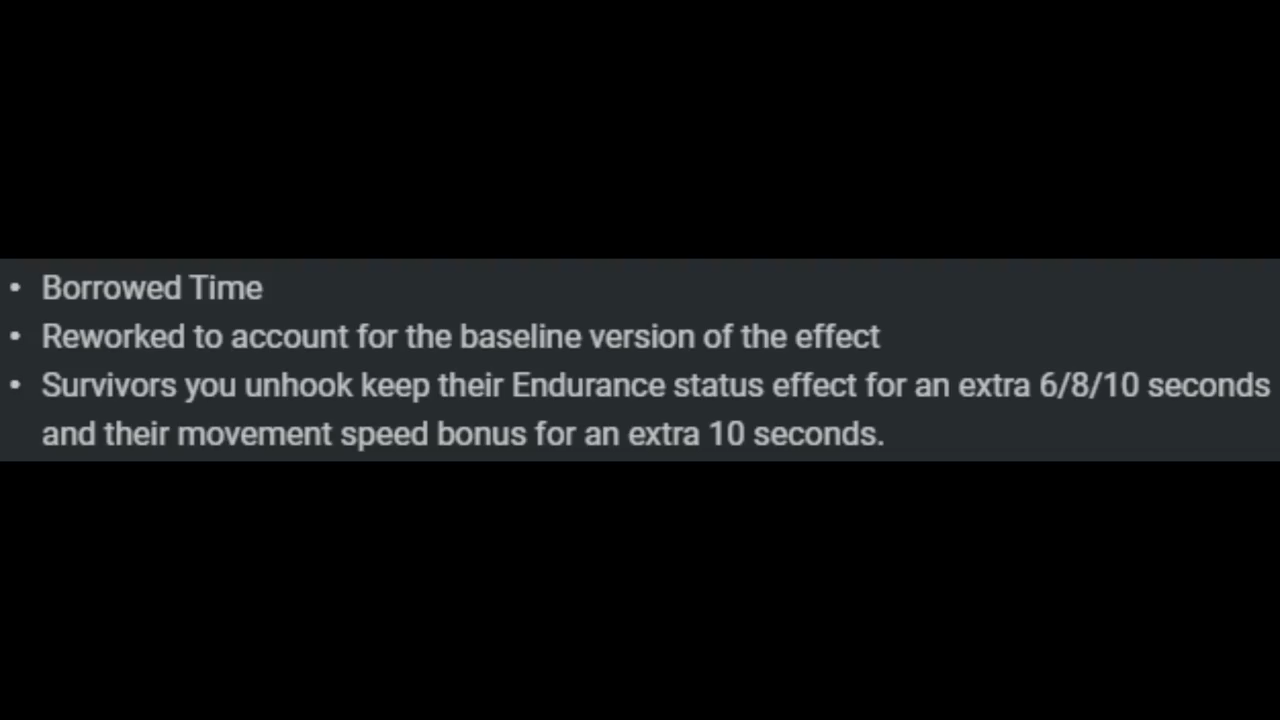 • Borrowed Time
• Reworked to account for the baseline version of the effect
• Survivors you unhook keep their Endurance status effect for an extra 6/8/10 seconds
and their movement speed bonus for an extra 10 seconds.